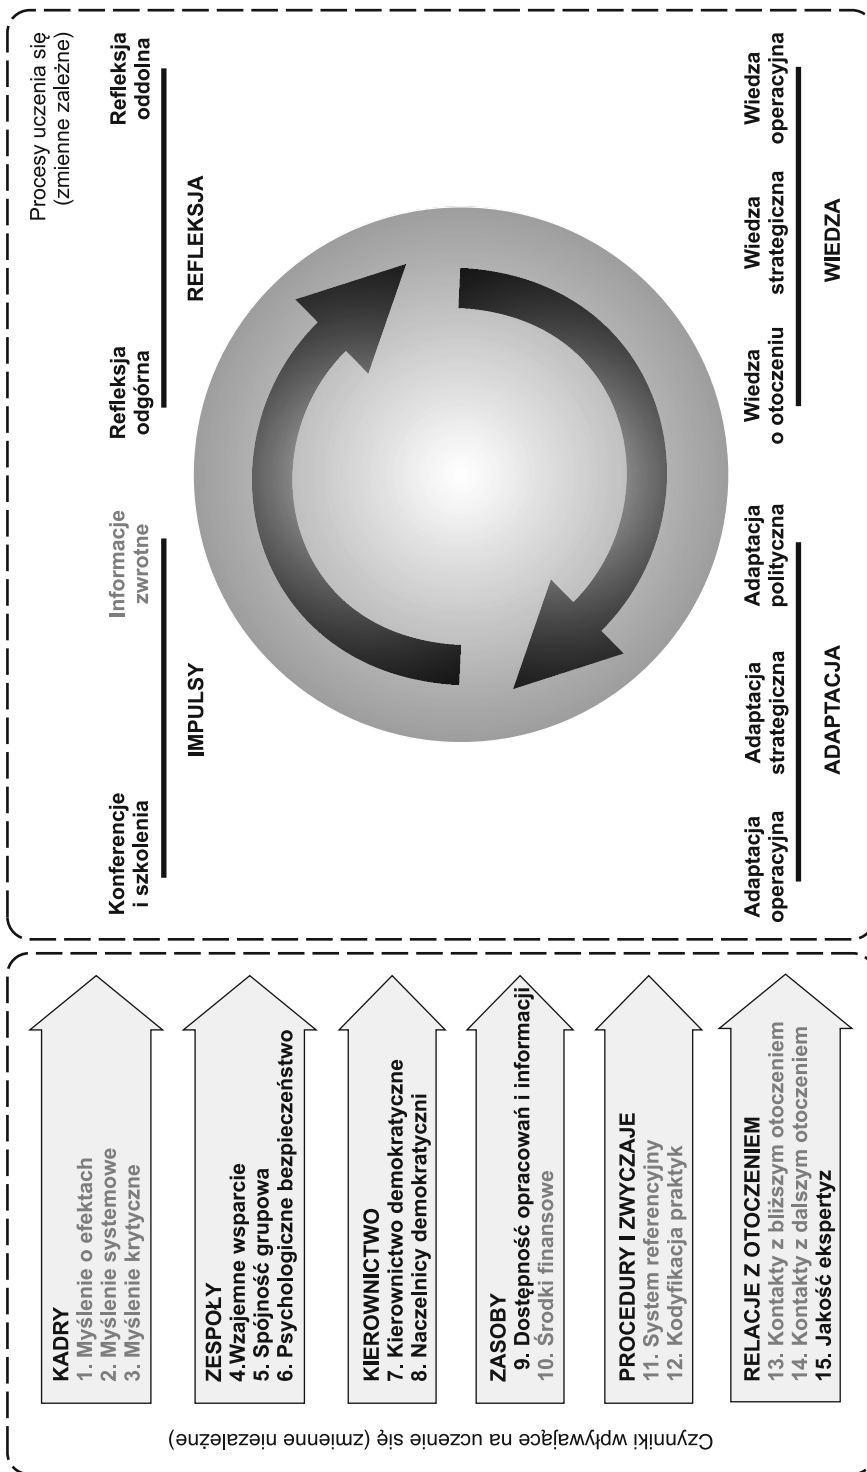 Czynniki wpływające na uczenie się (zmienne niezależne)
KADRY
1. Myślenie o efektach
2. Myślenie systemowe
3. Myślenie krytyczne
ZESPOŁY
4.Wzajemne wsparcie
5. Spójność grupowa
6. Psychologiczne bezpieczeństwo
KIEROWNICTWO
7. Kierownictwo demokratyczne
8. Naczelnicy demokratyczni
ZASOBY
9. Dostępność opracowań i informacji
10. Środki finansowe
PROCEDURY I ZWYCZAJE
11. System referencyjny
12. Kodyfikacja praktyk
RELACJE Z OTOCZENIEM
13. Kontakty z bliższym otoczeniem
14. Kontakty z dalszym otoczeniem
15. Jakość ekspertyz
Procesy uczenia się
(zmienne zależne)
Konferencje
i szkolenia
Informacje
zwrotne
IMPULSY
Refleksja
odgórna
Refleksja
oddolna
REFLEKSJA
Adaptacja
operacyjna
Adaptacja
strategiczna
Adaptacja
polityczna
ADAPTACJA
Wiedza
o otoczeniu
Wiedza
strategiczna
Wiedza
operacyjna
WIEDZA